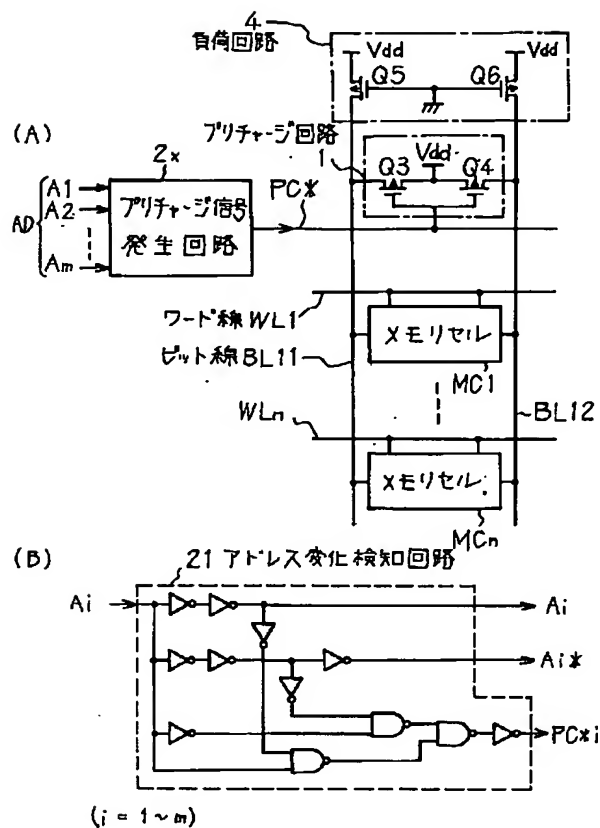 4
負荷回路
Vdd
Vdd
Q5
Q6
(A)
プリチャージ回路
1
Vdd
Q3
Q4
2x
AD
A1
A2
Am
プリチャージ信号
発生回路
PC*
ワード線WL1
メモリセル
ビット線BL11
MC1
BL12
WLn
メモリセル
MCn
(B)
21 アドレス変化検知回路
Ai
Ai
Ai*
PC*i
(i = 1~m)